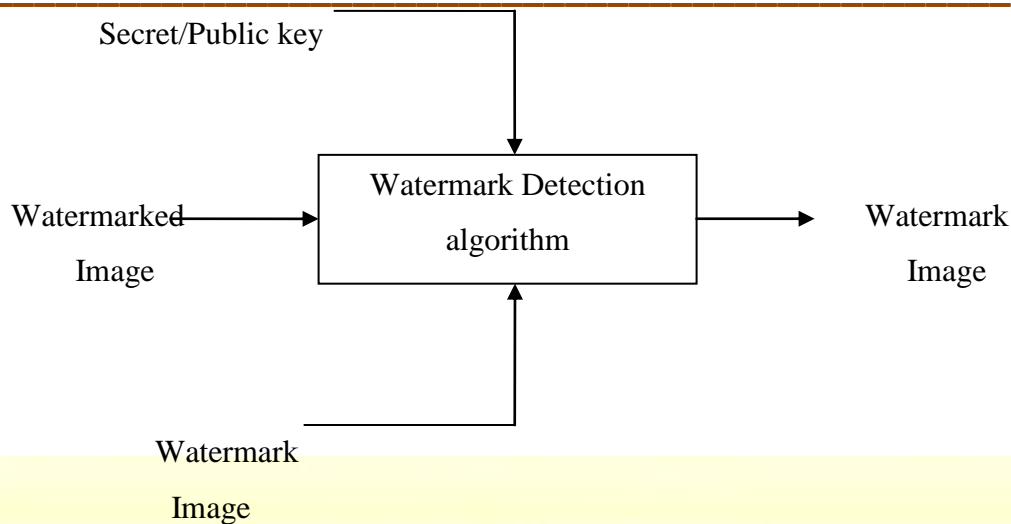 Secret/Public key
Watermark Detection
algorithm
Watermarked
Image
Watermark
Image
Watermark
Image